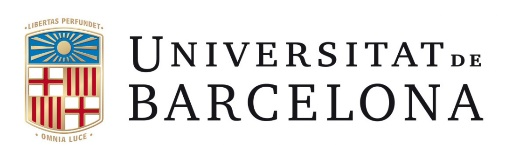 ·LIBERTAS PERFUNDET·
· OMNIA LUCE ·
UNIVERSITAT DE
BARCELONA